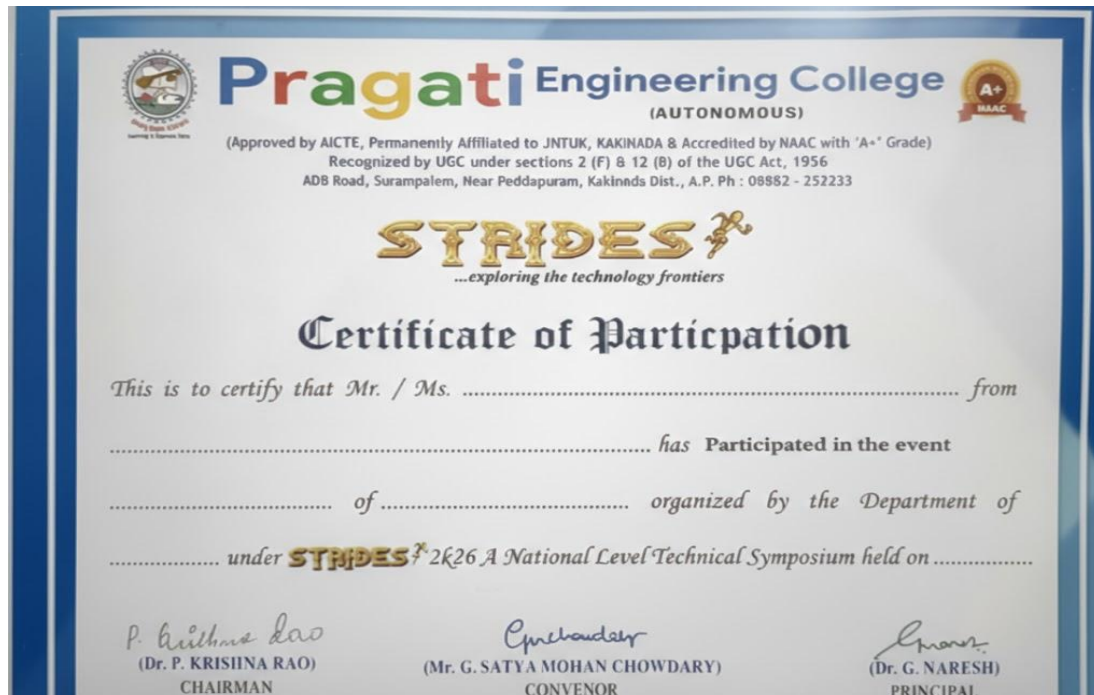 Pragati Engineering College
(AUTONOMOUS)
A+
NAAC
(Approved by AICTE, Permanently Affiliated to JNTUK, KAKINADA & Accredited by NAAC with 'A+' Grade)
Recognized by UGC under sections 2 (F) & 12 (B) of the UGC Act, 1956
ADB Road, Surampalem, Near Peddapuram, Kakinnds Dist., A.P. Ph : 08852 - 252233
STRIDES
...exploring the technology frontiers
Certificate of Particpation
This is to certify that Mr. / Ms. ........................................ from
........................................ has Participated in the event
.................... of .................... organized by the Department of
.................... under STRIDES 2k26 A National Level Technical Symposium held on ....................
P. Krishna Rao
(Dr. P. KRISHNA RAO) (Mr. G. SATYA MOHAN CHOWDARY) (Dr. G. NARESH)
CHAIRMAN CONVENOR PRINCIPAL